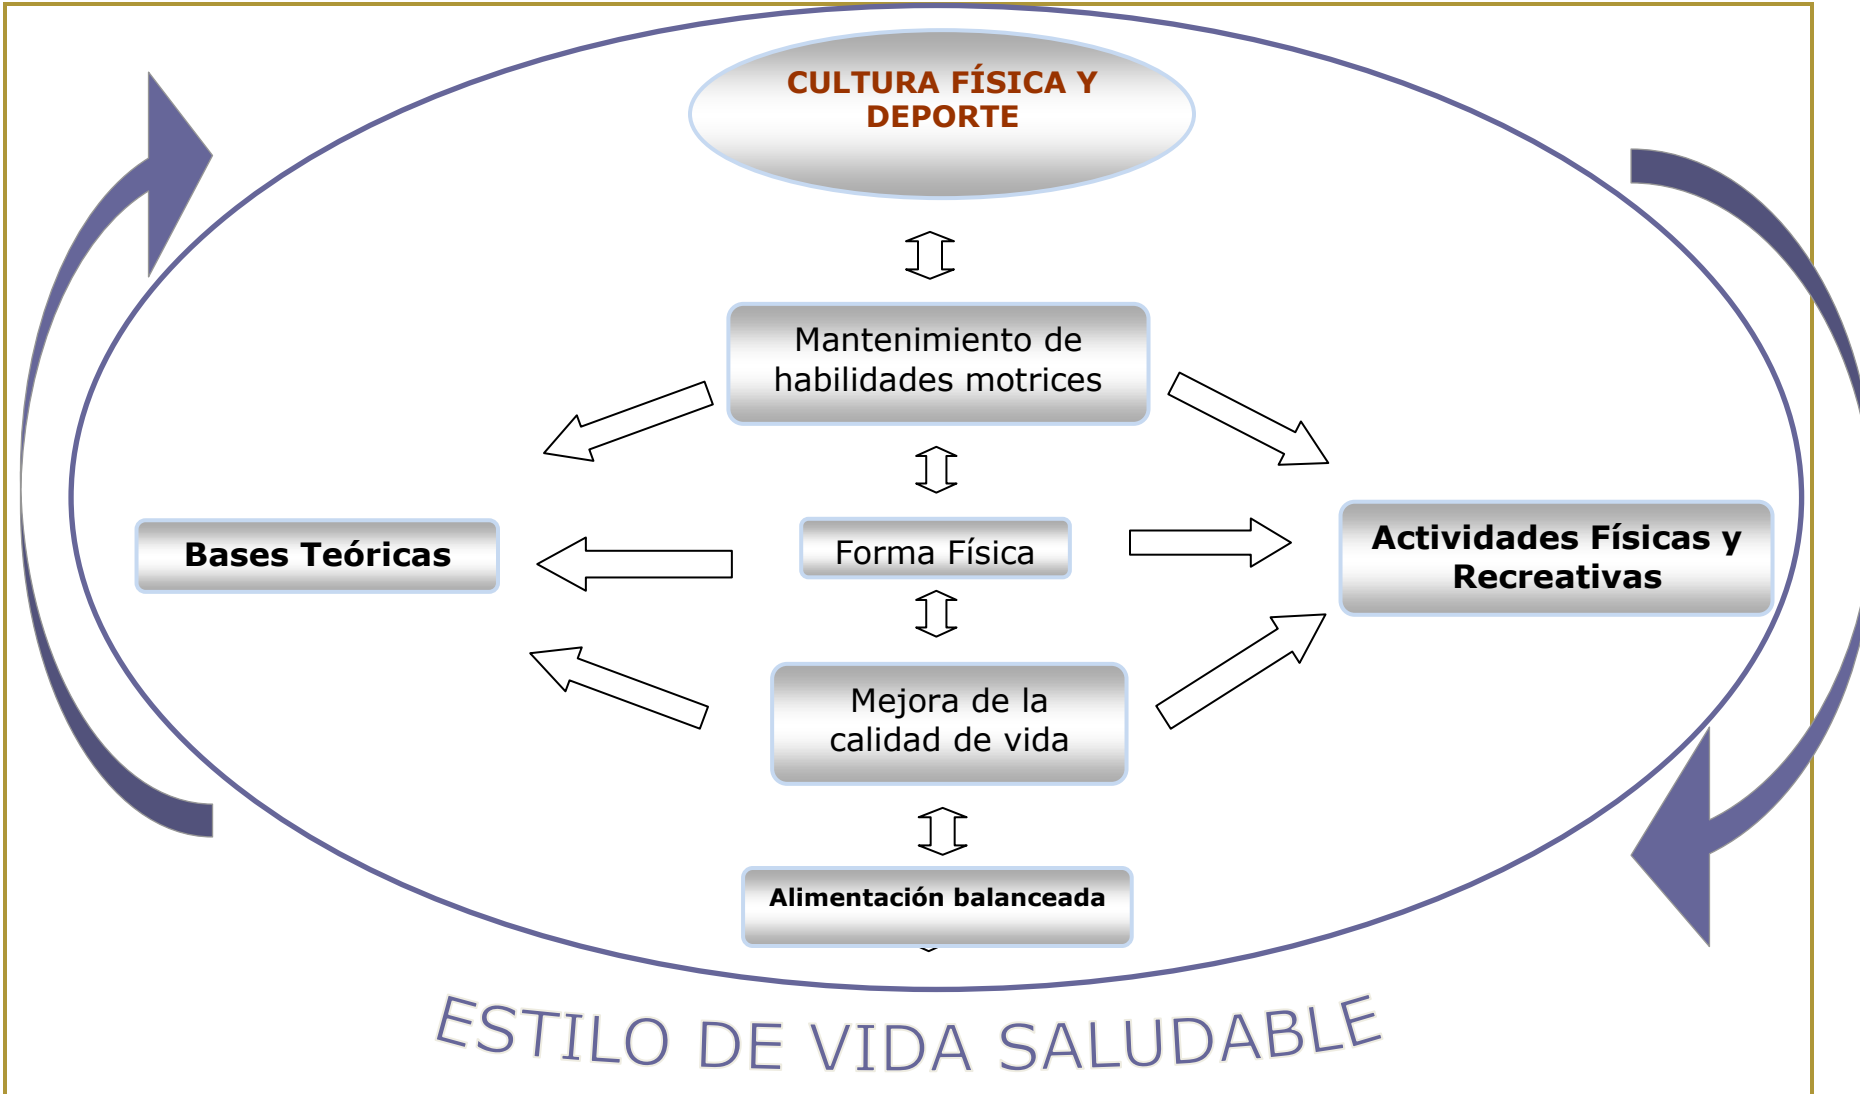 CULTURA FÍSICA Y
DEPORTE
Mantenimiento de
habilidades motrices
Bases Teóricas
Forma Física
Actividades Físicas y
Recreativas
Mejora de la
calidad de vida
Alimentación balanceada
ESTILO DE VIDA SALUDABLE